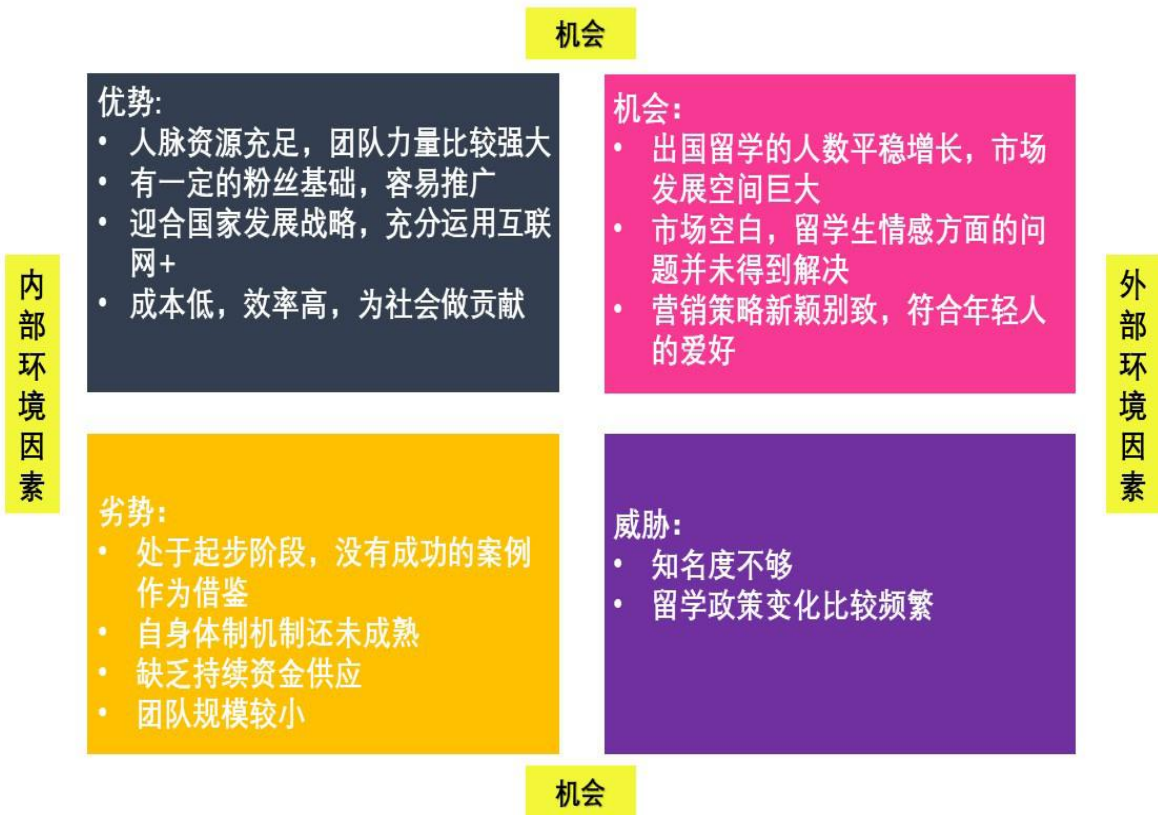 机会
优势:
• 人脉资源充足，团队力量比较强大
• 有一定的粉丝基础，容易推广
• 迎合国家发展战略，充分运用互联
网+
• 成本低，效率高，为社会做贡献
机会：
• 出国留学的人数平稳增长，市场
发展空间巨大
• 市场空白，留学生情感方面的问
题并未得到解决
• 营销策略新颖别致，符合年轻人
的爱好
内
部
环
境
因
素
外
部
环
境
因
素
劣势：
• 处于起步阶段，没有成功的案例
作为借鉴
• 自身体制机制还未成熟
• 缺乏持续资金供应
• 团队规模较小
威胁：
• 知名度不够
• 留学政策变化比较频繁
机会